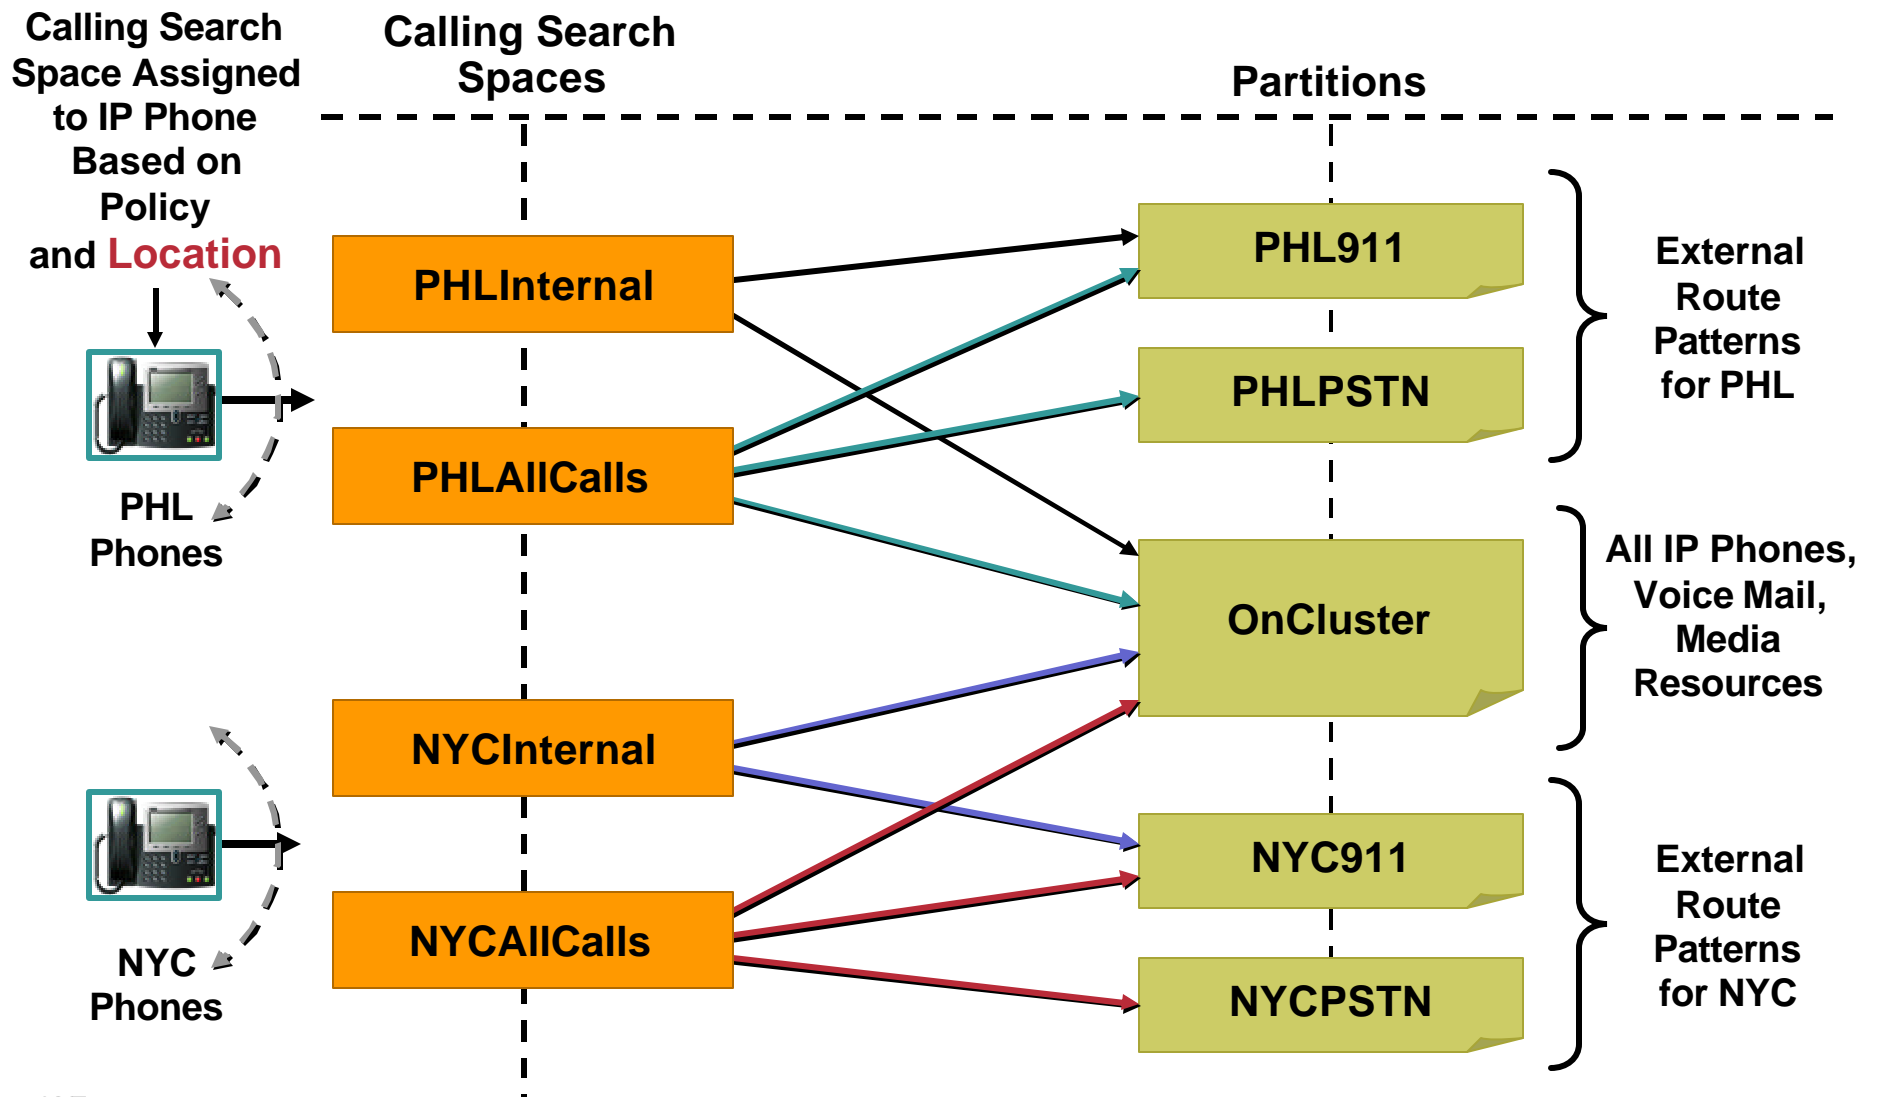 Calling Search
Space Assigned
to IP Phone
Based on
Policy
and Location
Calling Search
Spaces
Partitions
PHLInternal
PHLAllCalls
NYCInternal
NYCAllCalls
PHL911
PHLPSTN
OnCluster
NYC911
NYCPSTN
PHL
Phones
NYC
Phones
External
Route
Patterns
for PHL
All IP Phones,
Voice Mail,
Media
Resources
External
Route
Patterns
for NYC